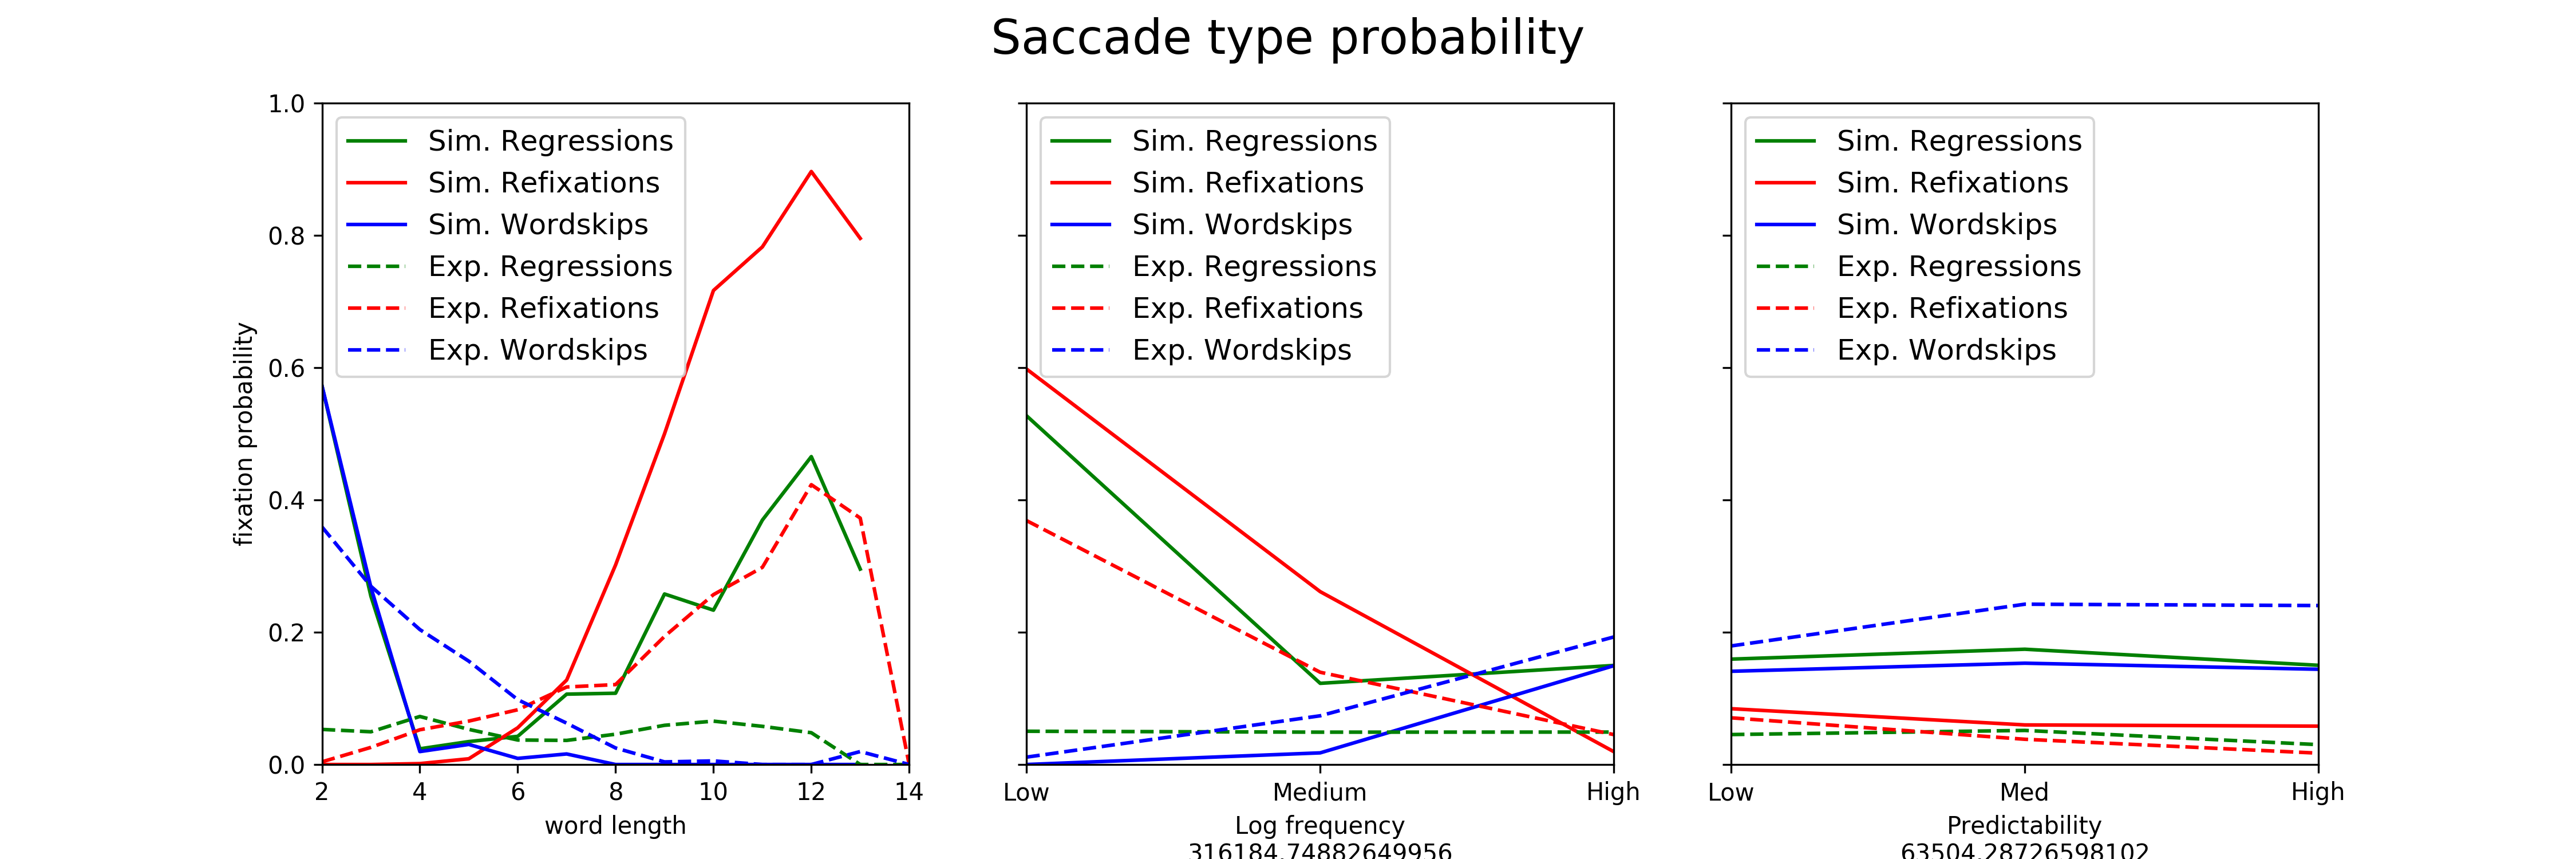 Saccade type probability
1.0
0.8
0.6
0.4
0.2
0.0
fixation probability
Sim. Regressions
Sim. Refixations
Sim. Wordskips
Exp. Regressions
Exp. Refixations
Exp. Wordskips
2 4 6 8 10 12 14
word length
Sim. Regressions
Sim. Refixations
Sim. Wordskips
Exp. Regressions
Exp. Refixations
Exp. Wordskips
Low Medium High
Log frequency
316184.74882649956
Sim. Regressions
Sim. Refixations
Sim. Wordskips
Exp. Regressions
Exp. Refixations
Exp. Wordskips
Low Med High
Predictability
63504.28726598102